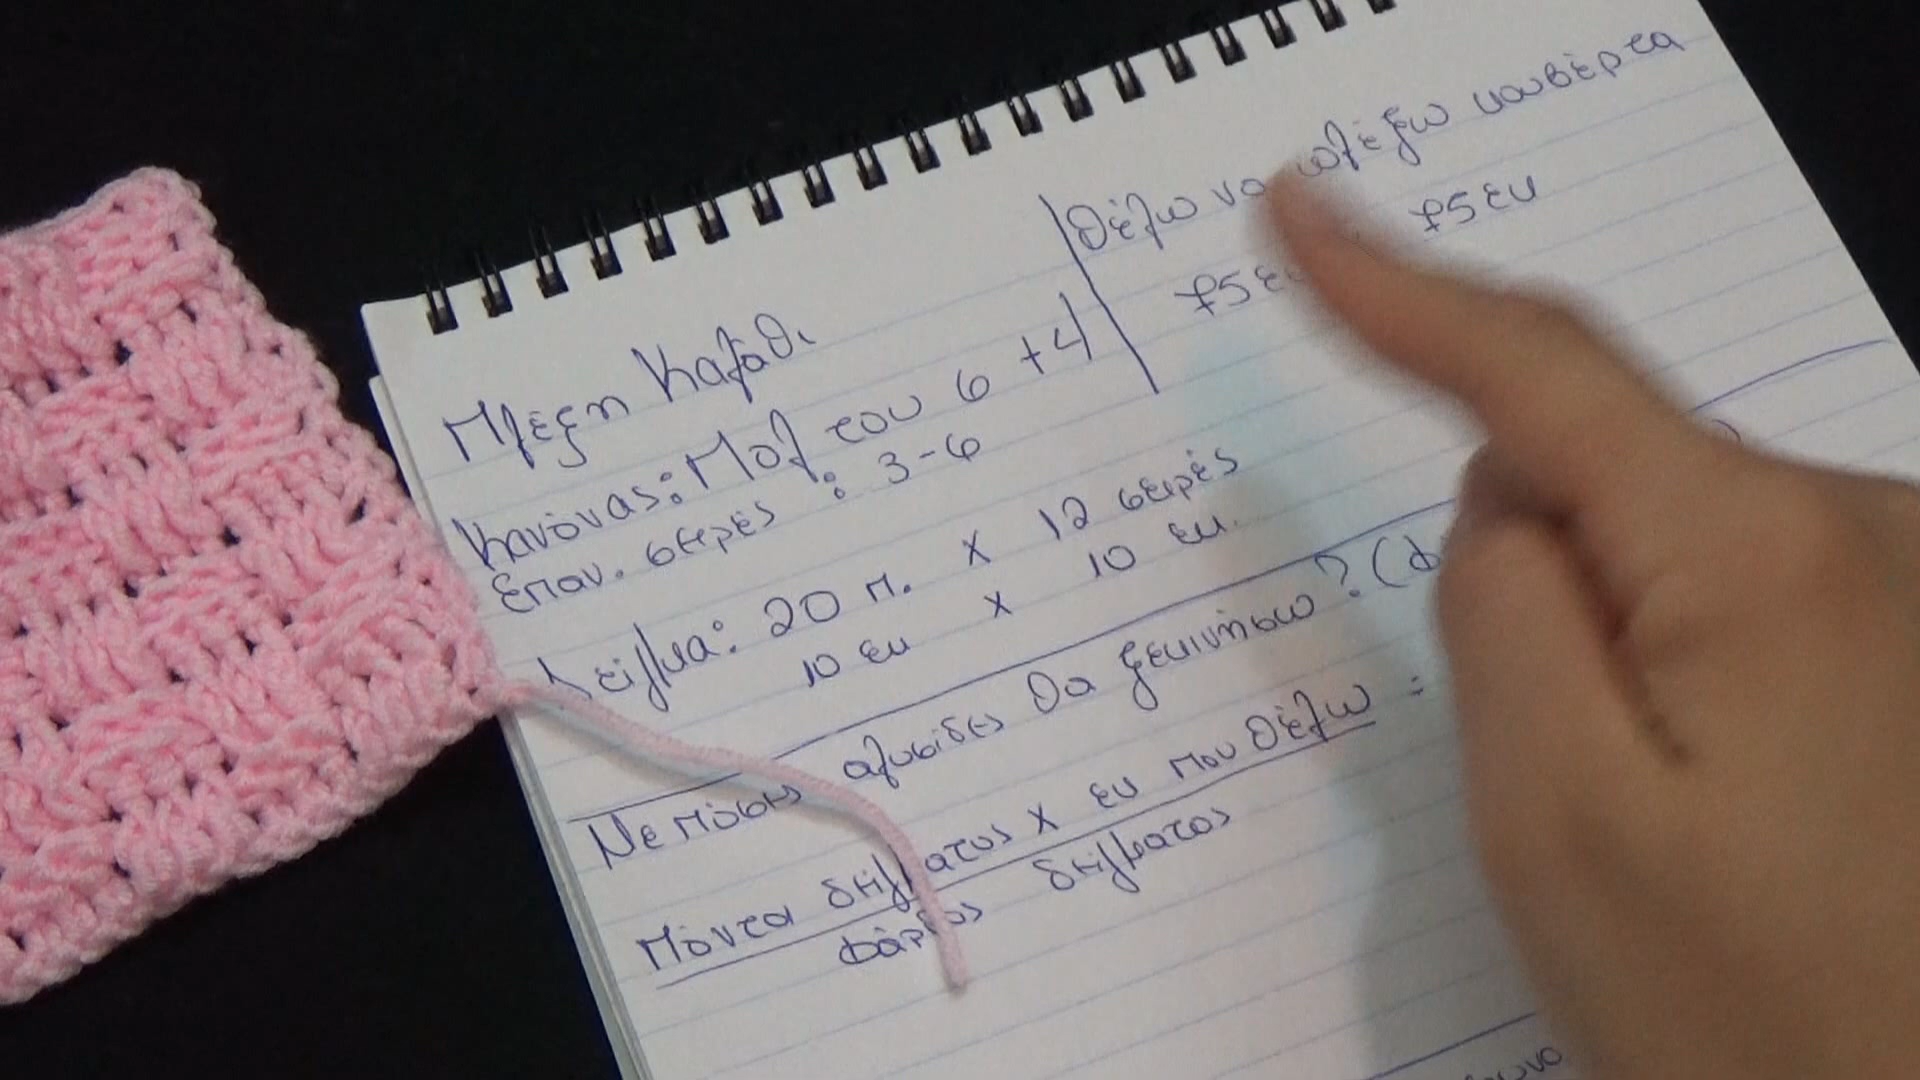 Πλέξη Καλάθι
Κανόνας: Πολ του 6 + 4
Επαν. σειρές : 3-6
Δείγμα: 20 π. x 12 σειρές
10 εκ x 10 εκ.
Θέλω να πλέξω κουβέρτα
75 εκ
Με πόσες αλυσίδες θα ξεκινήσω? (Φ
Πόντοι δείγματος x εκ που θέλω :
Φάρδος δείγματος